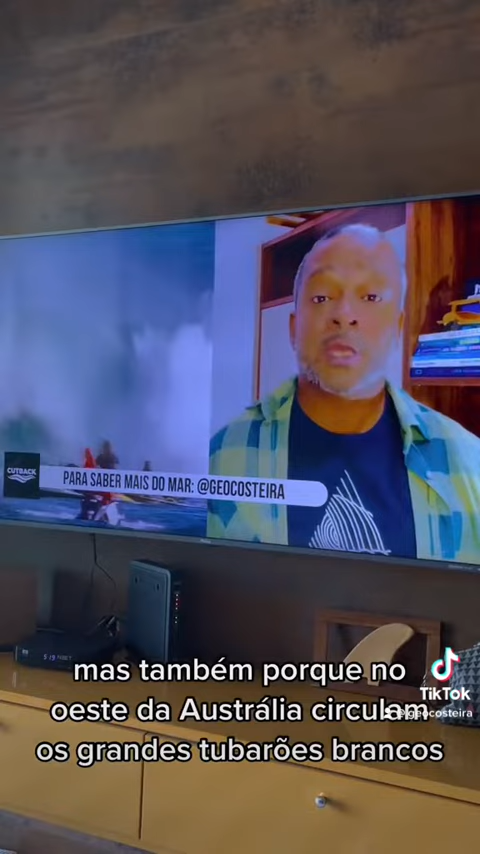 CUTBACK
PARA SABER MAIS DO MAR: @GEOCOSTEIRA
mas também porque no
oeste da Austrália circulam
os grandes tubarões brancos
TikTok
@geocosteira